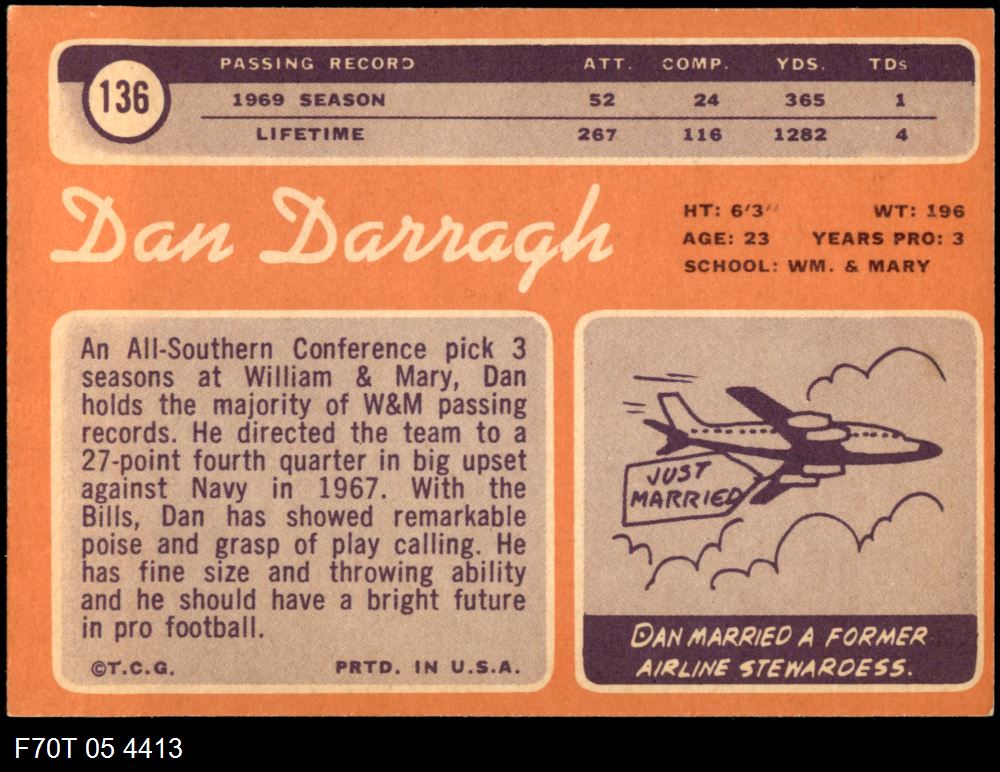 136
PASSING RECORD ATT. COMP. YDS. TDs
1969 SEASON 52 24 365 1
LIFETIME 267 116 1282 4
Dan Darragh
HT: 6'3" WT: 196
AGE: 23 YEARS PRO: 3
SCHOOL: WM. & MARY
An All-Southern Conference pick 3
seasons at William & Mary, Dan
holds the majority of W&M passing
records. He directed the team to a
27-point fourth quarter in big upset
against Navy in 1967. With the
Bills, Dan has showed remarkable
poise and grasp of play calling. He
has fine size and throwing ability
and he should have a bright future
in pro football.
©T.C.G. PRTD. IN U.S.A.
JUST
MARRIED
DAN MARRIED A FORMER
AIRLINE STEWARDESS.
F70T 05 4413